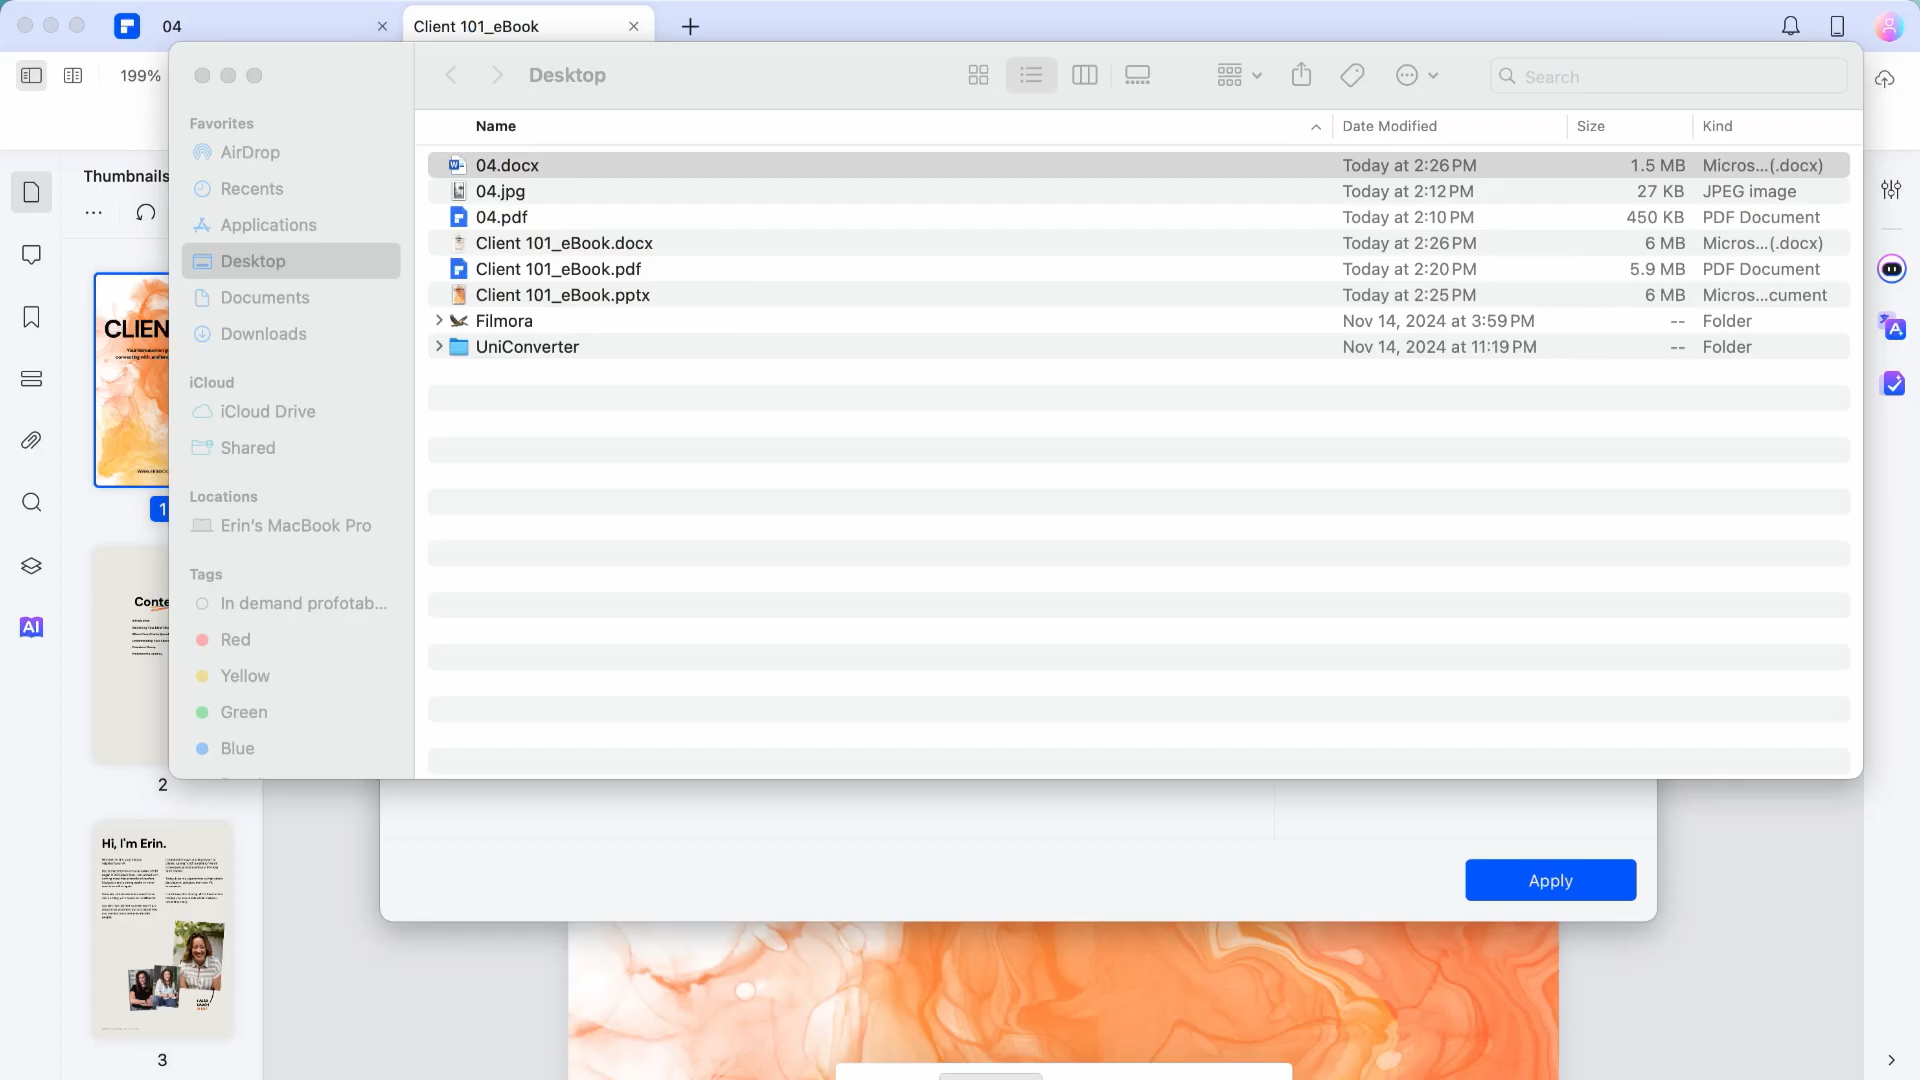 04
Client 101_eBook
199%
Desktop
Search
Favorites
AirDrop
Recents
Applications
Desktop
Documents
Downloads
iCloud
iCloud Drive
Shared
Locations
Erin's MacBook Pro
Tags
In demand profotab...
Red
Yellow
Green
Blue
Name
Date Modified
Size
Kind
04.docx Today at 2:26 PM 1.5 MB Micros...(.docx)
04.jpg Today at 2:12 PM 27 KB JPEG image
04.pdf Today at 2:10 PM 450 KB PDF Document
Client 101_eBook.docx Today at 2:26 PM 6 MB Micros...(.docx)
Client 101_eBook.pdf Today at 2:20 PM 5.9 MB PDF Document
Client 101_eBook.pptx Today at 2:25 PM 6 MB Micros...cument
Filmora Nov 14, 2024 at 3:59 PM -- Folder
UniConverter Nov 14, 2024 at 11:19 PM -- Folder
Thumbnails
AI
CLIEN
1
Conte
2
Hi, I'm Erin.
3
Apply